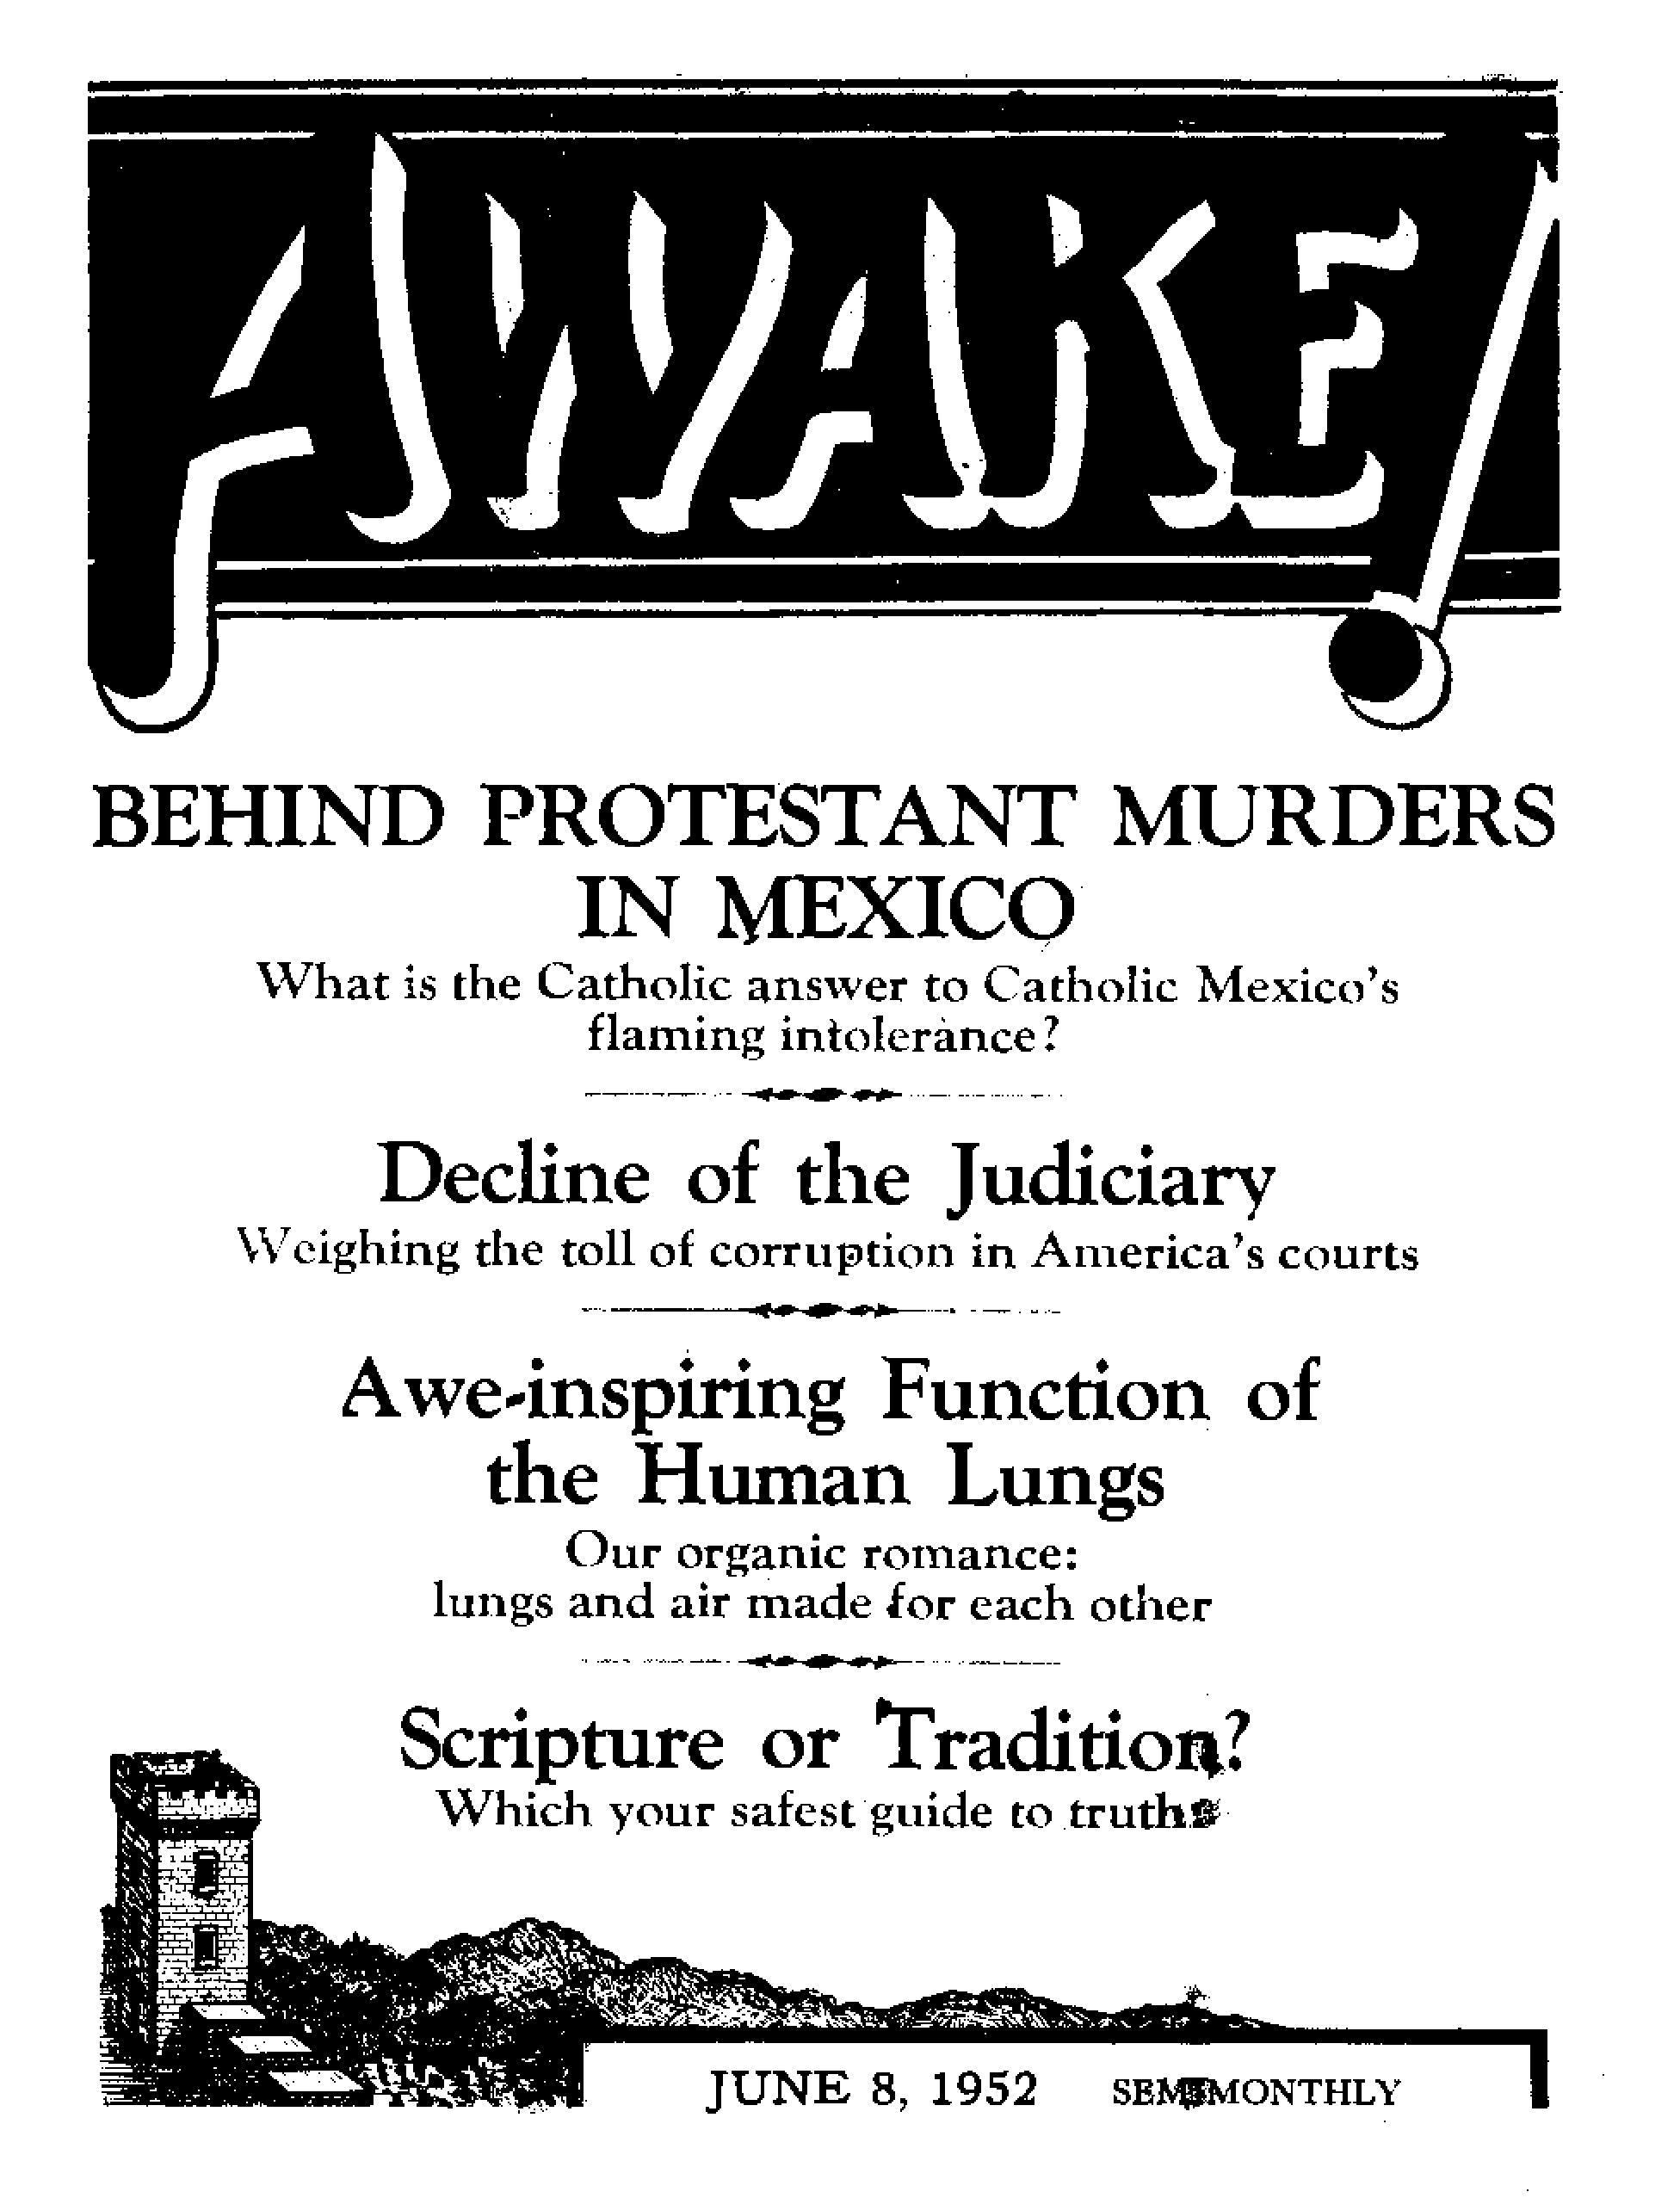 AWAKE!
BEHIND PROTESTANT MURDERS
IN MEXICO
What is the Catholic answer to Catholic Mexico's
flaming intolerance?
Decline of the Judiciary
Weighing the toll of corruption in America's courts
Awe-inspiring Function of
the Human Lungs
Our organic romance:
lungs and air made for each other
Scripture or Tradition?
Which your safest guide to truth?
JUNE 8, 1952 SEMIMONTHLY